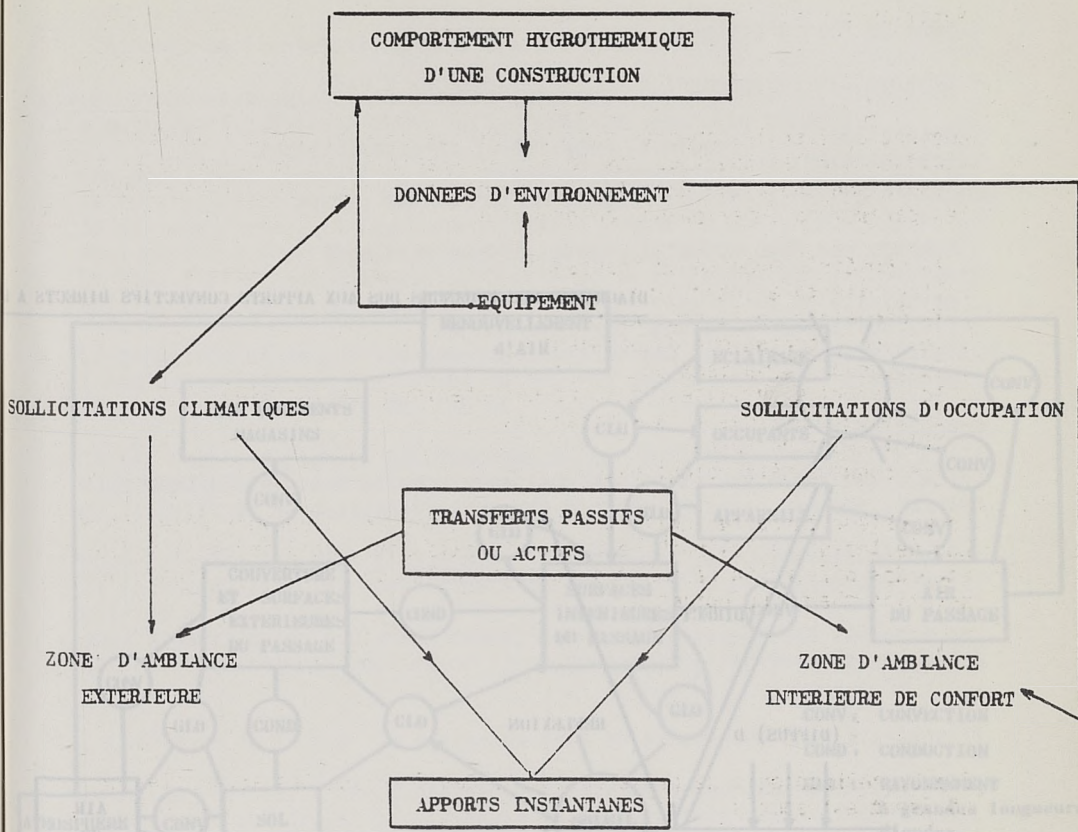 COMPORTEMENT HYGROTHERMIQUE
D'UNE CONSTRUCTION
DONNEES D'ENVIRONNEMENT
EQUIPEMENT
SOLLICITATIONS CLIMATIQUES
SOLLICITATIONS D'OCCUPATION
TRANSFERTS PASSIFS
OU ACTIFS
ZONE D'AMBIANCE
EXTERIEURE
ZONE D'AMBIANCE
INTERIEURE DE CONFORT
APPORTS INSTANTANES